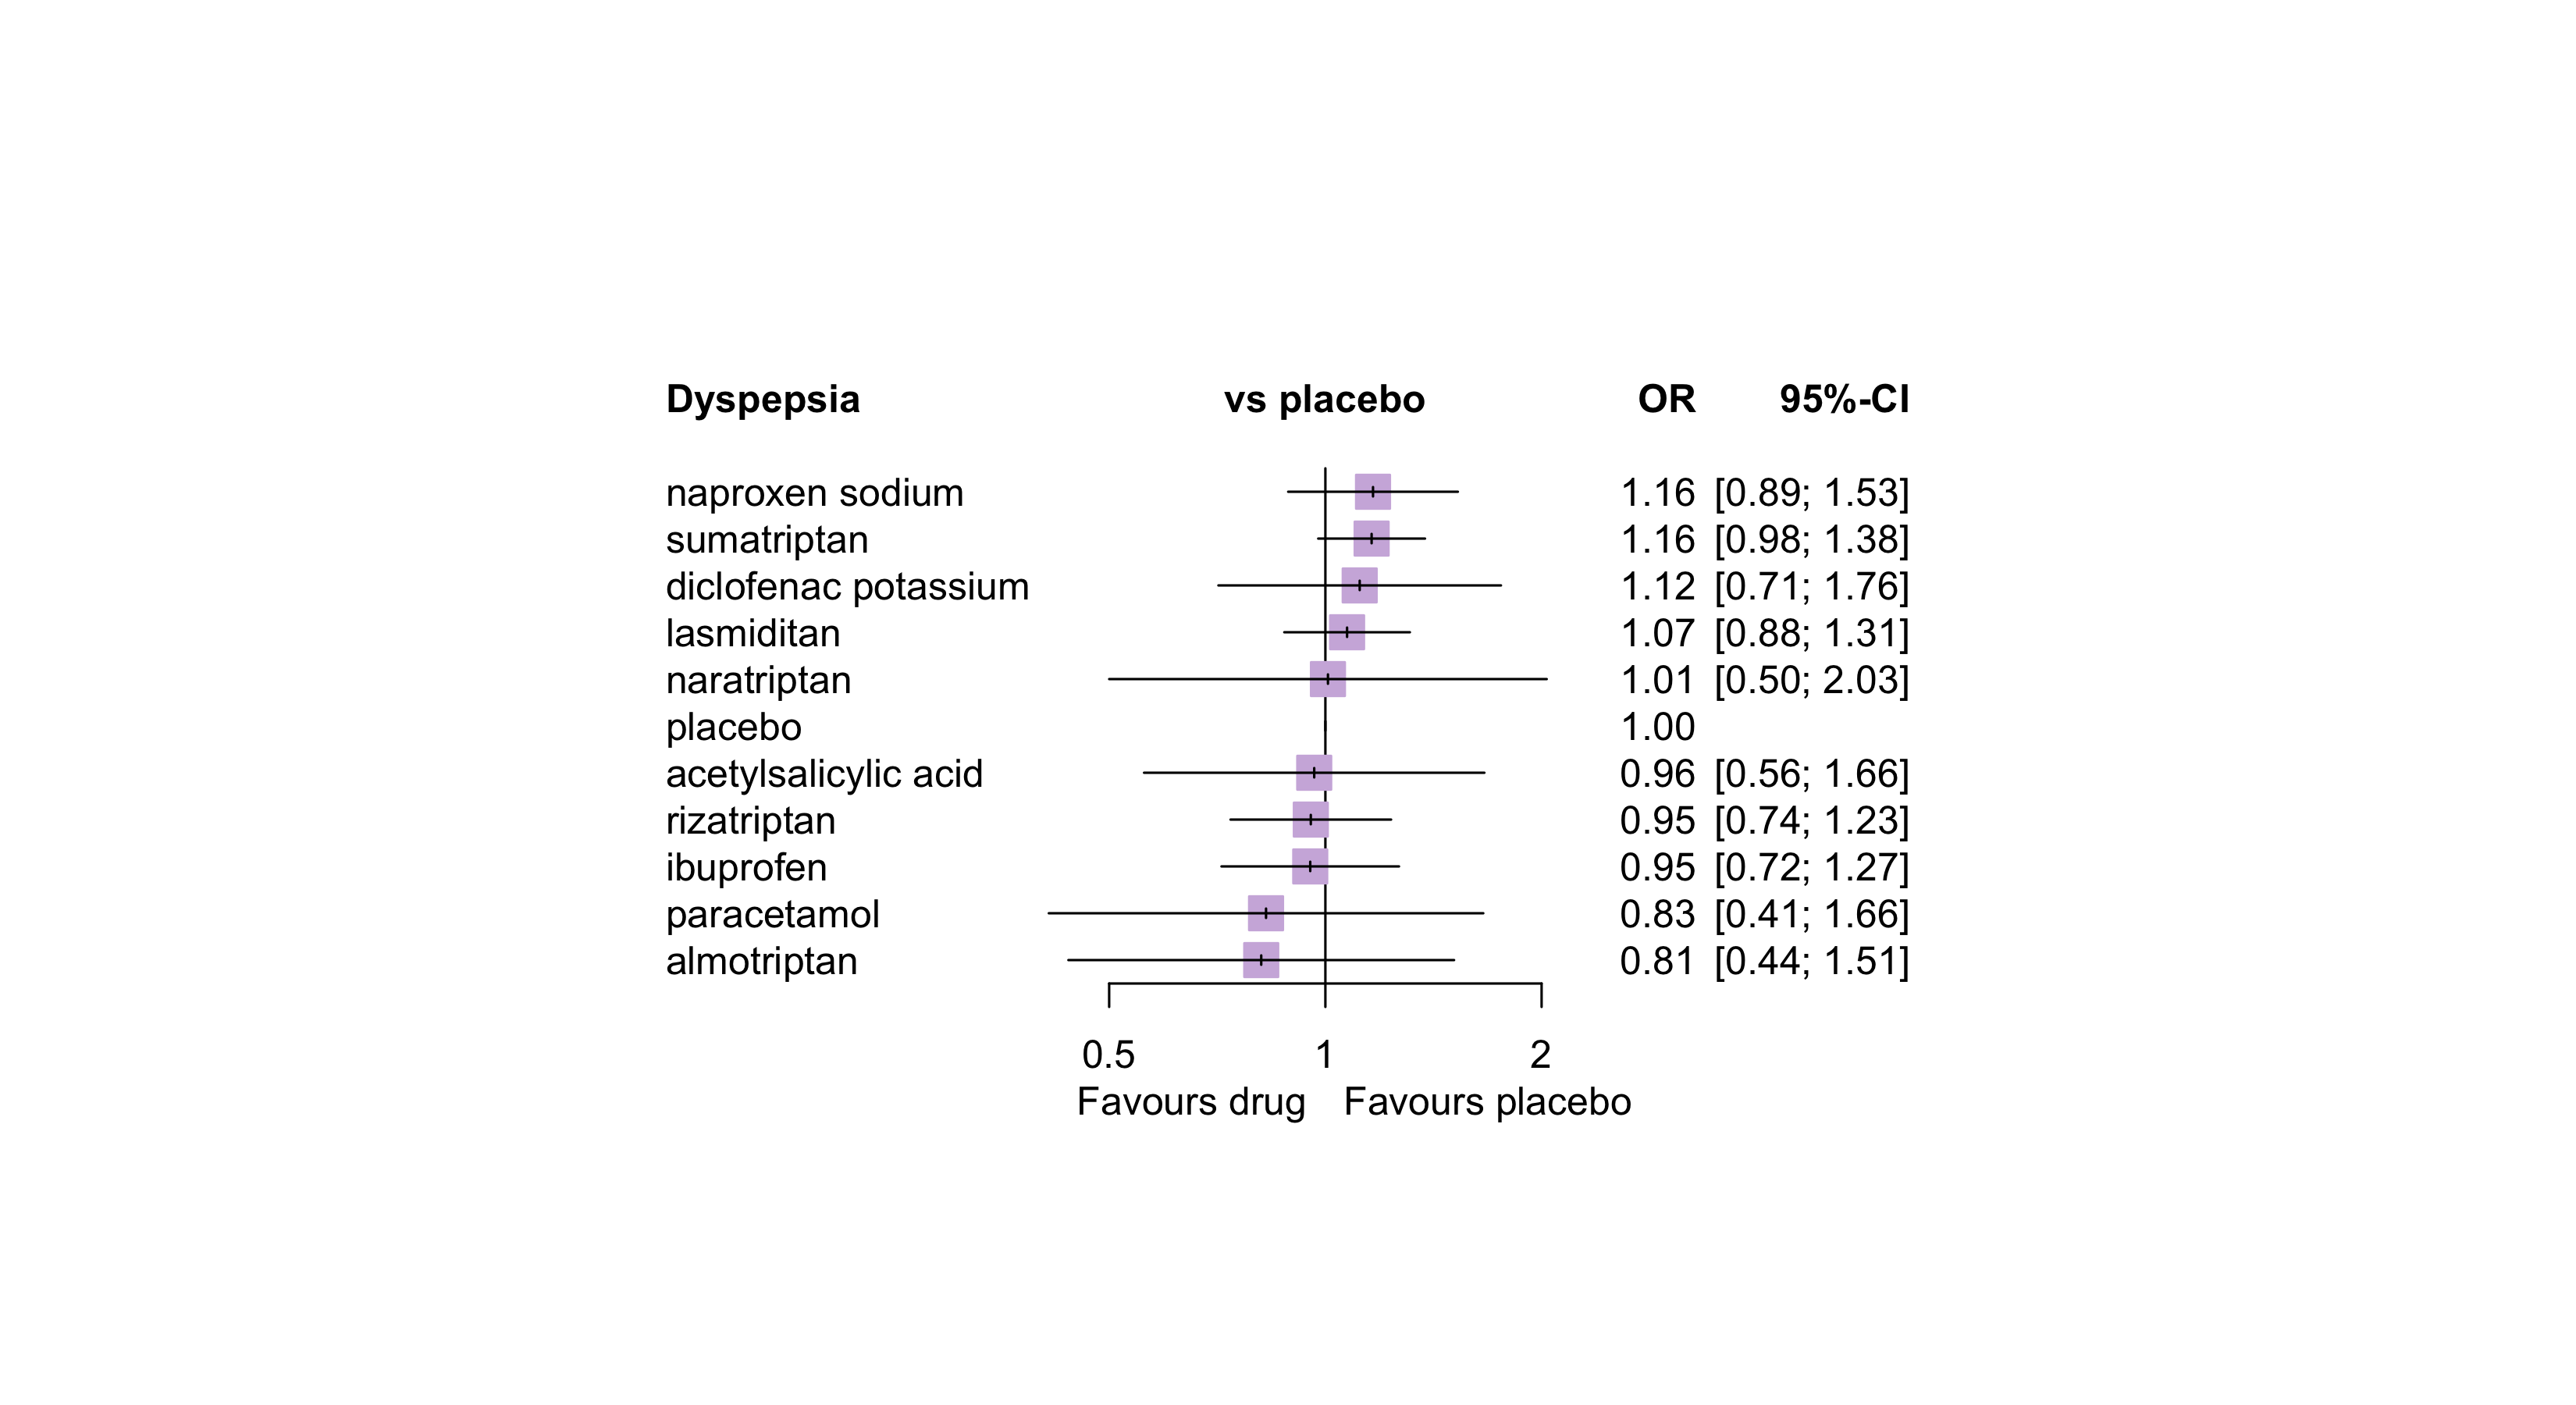 Dyspepsia vs placebo OR 95%-CI
naproxen sodium 1.16 [0.89; 1.53]
sumatriptan 1.16 [0.98; 1.38]
diclofenac potassium 1.12 [0.71; 1.76]
lasmiditan 1.07 [0.88; 1.31]
naratriptan 1.01 [0.50; 2.03]
placebo 1.00
acetylsalicylic acid 0.96 [0.56; 1.66]
rizatriptan 0.95 [0.74; 1.23]
ibuprofen 0.95 [0.72; 1.27]
paracetamol 0.83 [0.41; 1.66]
almotriptan 0.81 [0.44; 1.51]
0.5 1 2
Favours drug Favours placebo